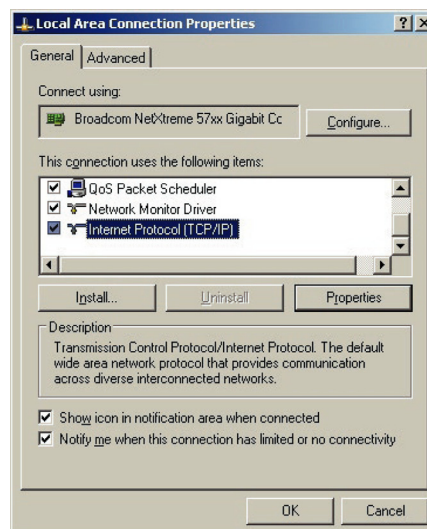 Local Area Connection Properties
General Advanced
Connect using:
Broadcom NetXtreme 57xx Gigabit Cc
Configure...
This connection uses the following items:
QoS Packet Scheduler
Network Monitor Driver
Internet Protocol (TCP/IP)
Install... Uninstall Properties
Description
Transmission Control Protocol/Internet Protocol. The default
wide area network protocol that provides communication
across diverse interconnected networks.
Show icon in notification area when connected
Notify me when this connection has limited or no connectivity
OK Cancel